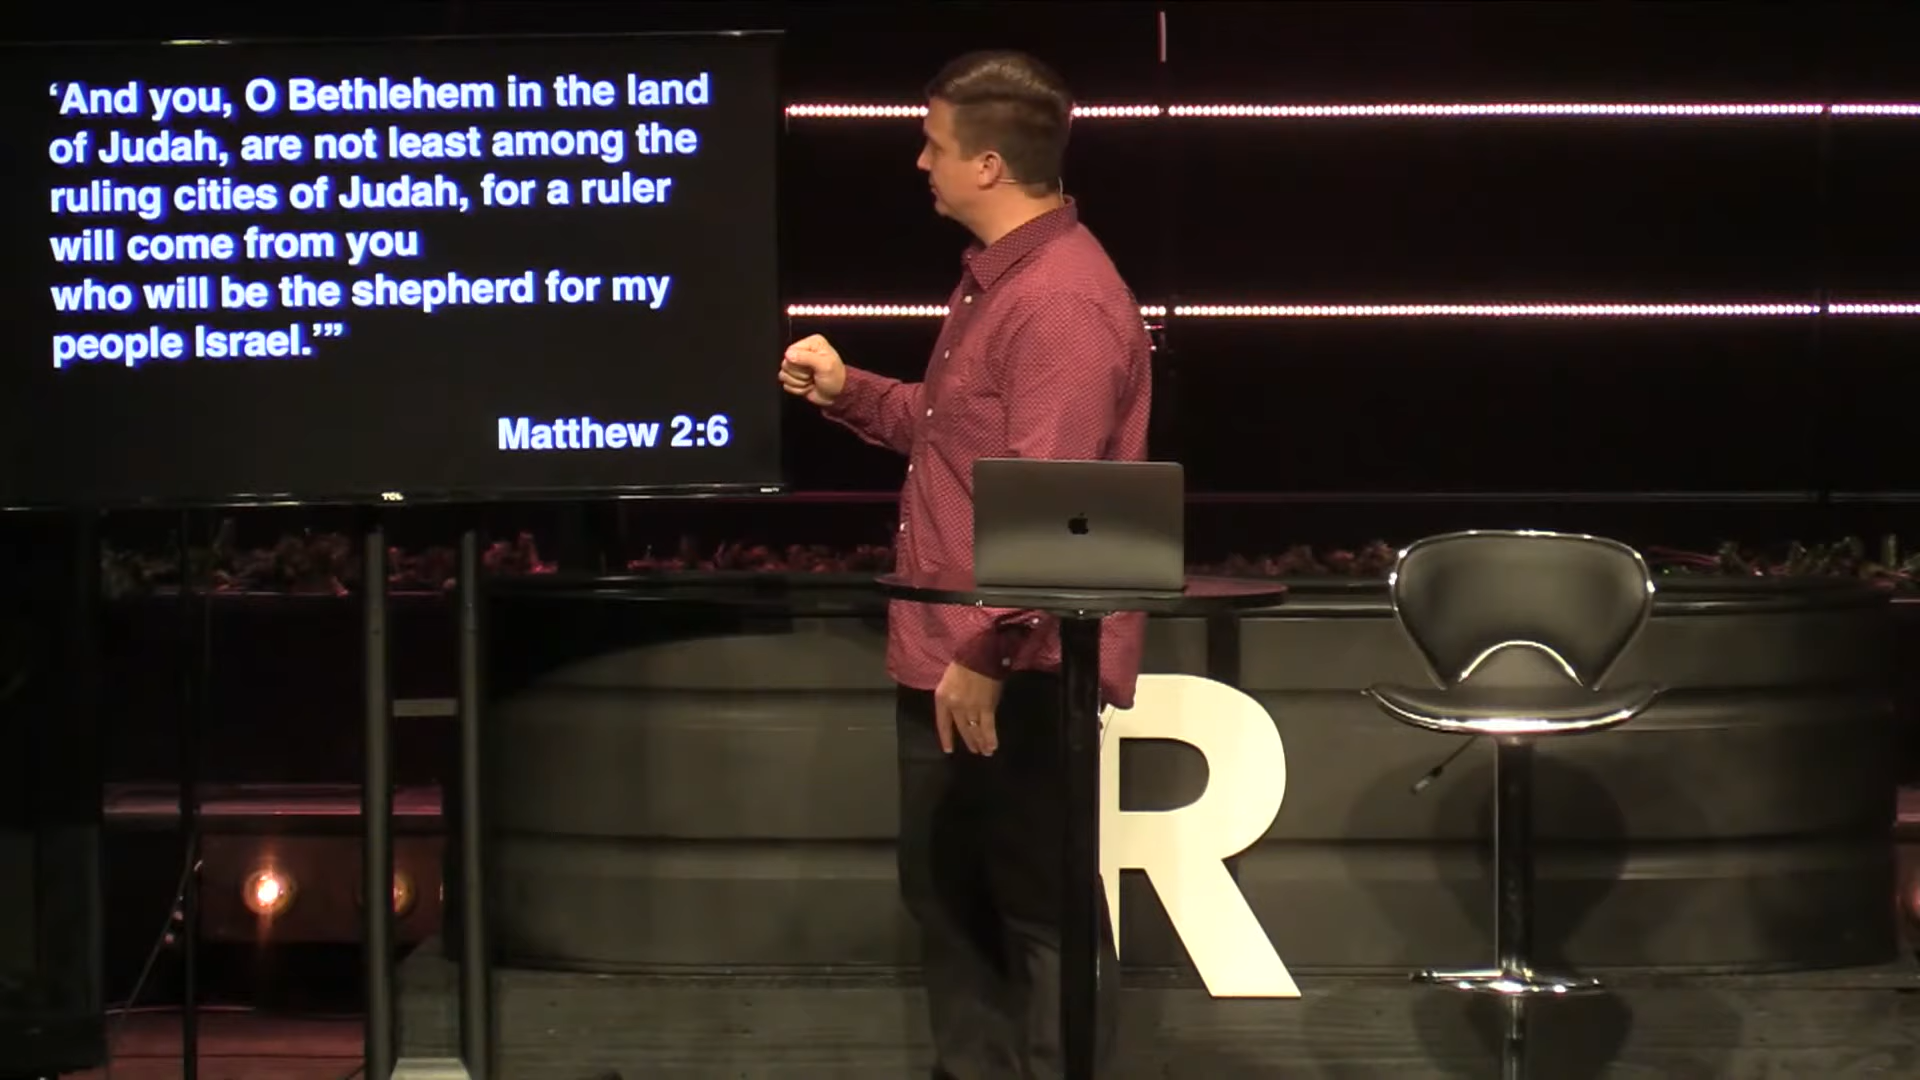 ‘And you, O Bethlehem in the land
of Judah, are not least among the
ruling cities of Judah, for a ruler
will come from you
who will be the shepherd for my
people Israel.’”
Matthew 2:6
TCL
R